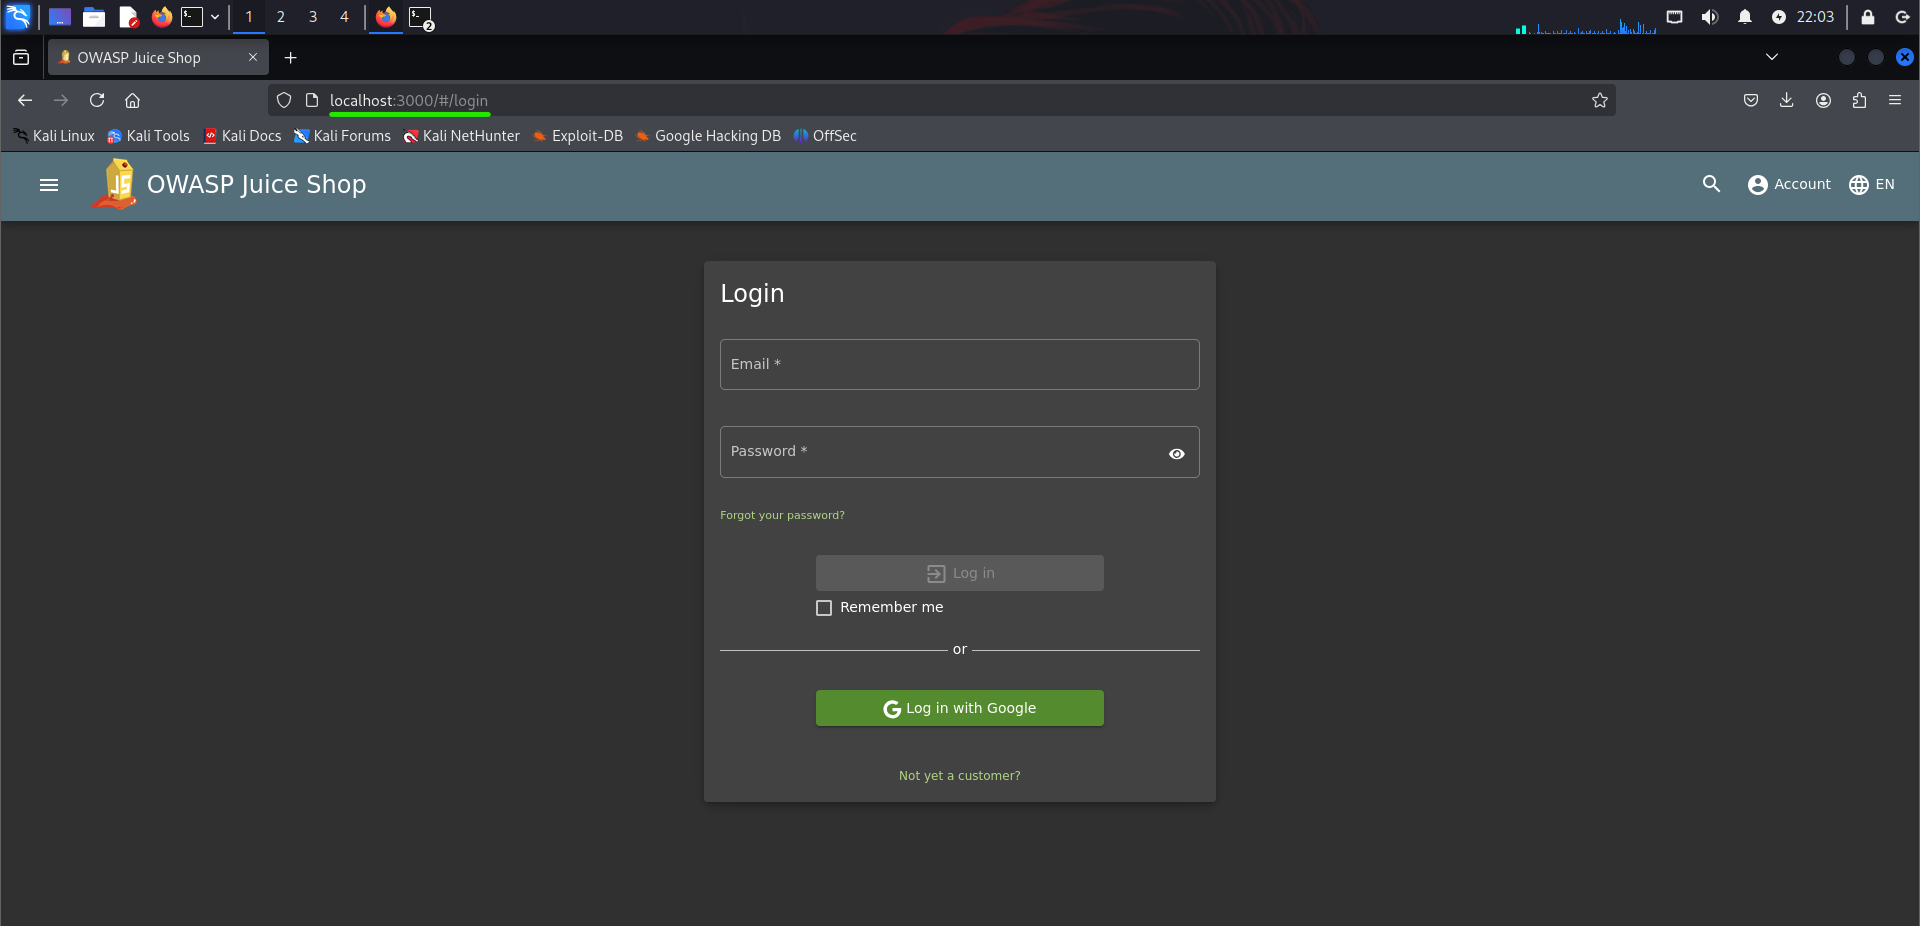 1 2 3 4 2 22:03
OWASP Juice Shop
localhost:3000/#/login
Kali Linux Kali Tools Kali Docs Kali Forums Kali NetHunter Exploit-DB Google Hacking DB OffSec
JS OWASP Juice Shop Account EN
Login
Email *
Password *
Forgot your password?
Log in
Remember me
or
G Log in with Google
Not yet a customer?